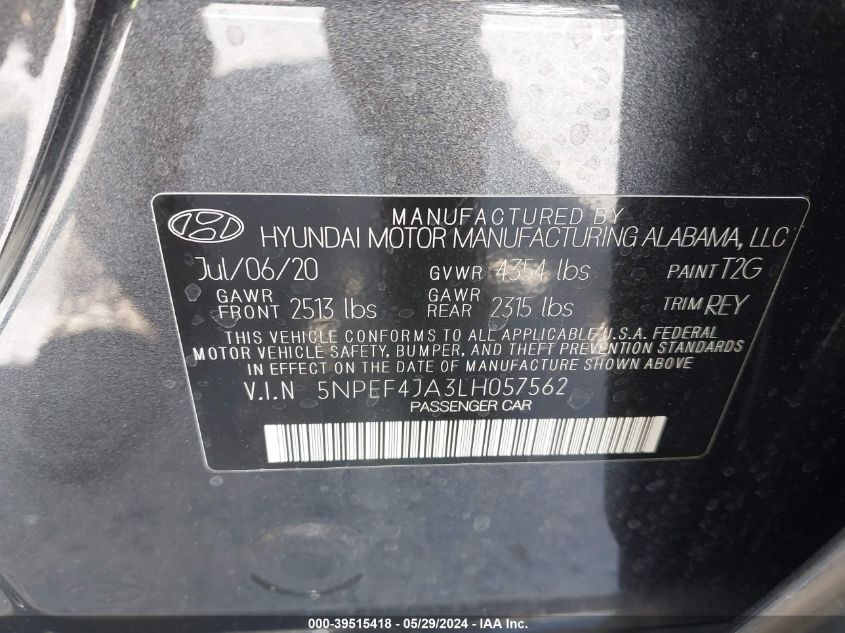 MANUFACTURED BY
HYUNDAI MOTOR MANUFACTURING ALABAMA, LLC
Jul/06/20 GVWR 4354 lbs PAINT T2G
GAWR FRONT 2513 lbs GAWR REAR 2315 lbs TRIM REY
THIS VEHICLE CONFORMS TO ALL APPLICABLE U.S.A. FEDERAL
MOTOR VEHICLE SAFETY, BUMPER, AND THEFT PREVENTION STANDARDS
IN EFFECT ON THE DATE OF MANUFACTURE SHOWN ABOVE
V.I.N 5NPEF4JA3LH057562
PASSENGER CAR
000-39515418 - 05/29/2024 - IAA Inc.